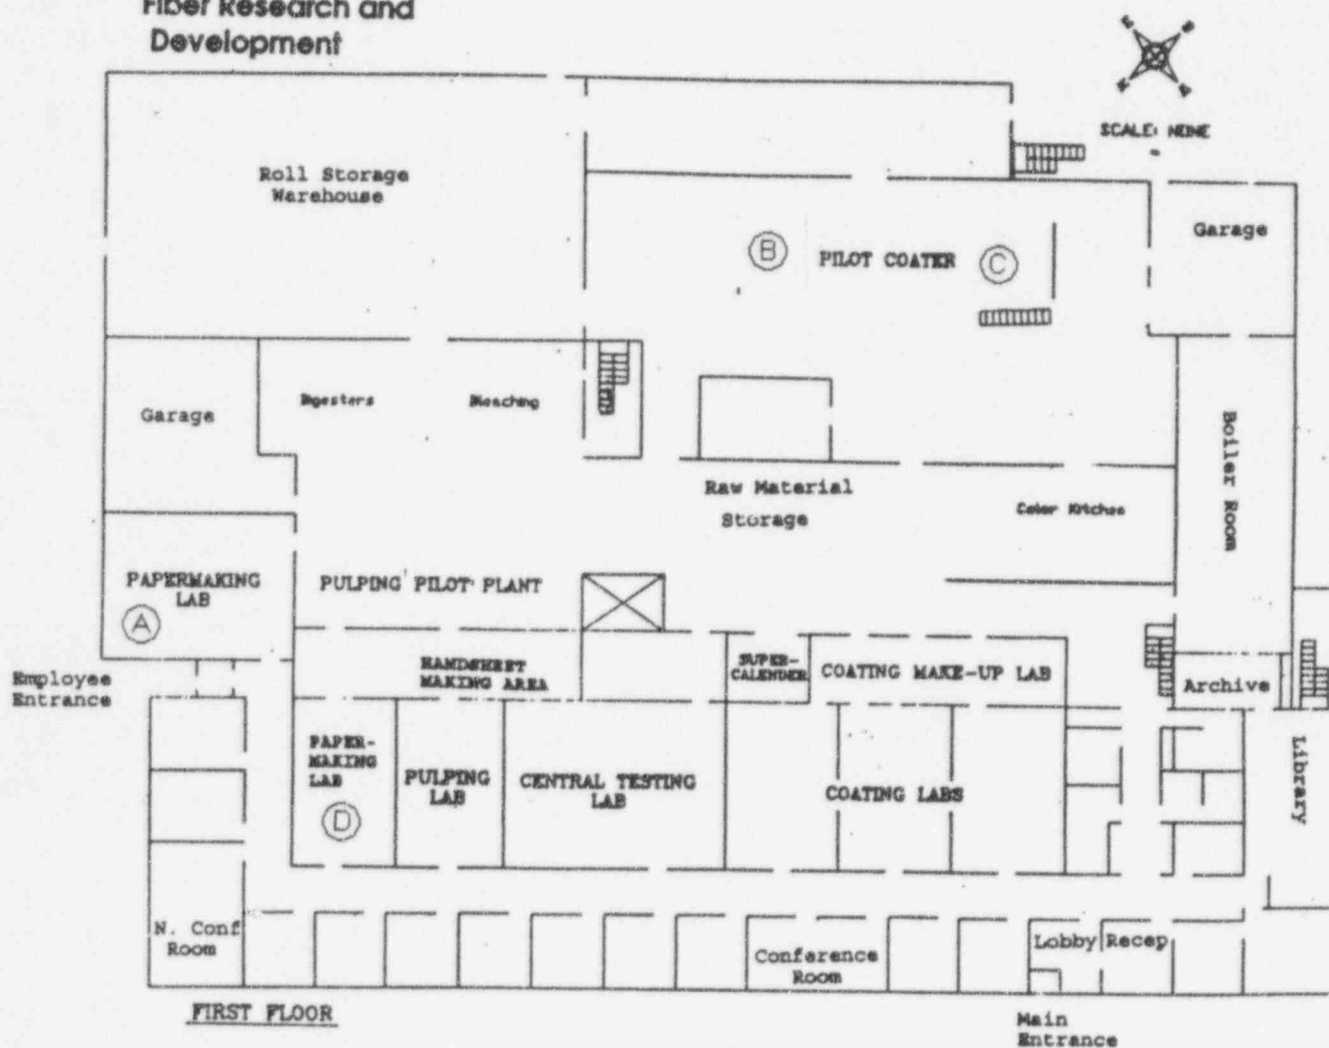 Fiber Research and
Development
SCALE: NONE
Roll Storage
Warehouse
Garage
B
PILOT COATER
C
Garage
Digesters
Bleaching
Boiler Room
Raw Material
Storage
Color Kitchen
PAPERMAKING
LAB
PULPING PILOT PLANT
A
HANDSHEET
MAKING AREA
SUPER-
CALENDER
COATING MAKE-UP LAB
Employee
Entrance
Archive
PAPER-
MAKING
LAB
PULPING
LAB
CENTRAL TESTING
LAB
COATING LABS
Library
D
N. Conf
Room
Conference
Room
Lobby
Recep
FIRST FLOOR
Main
Entrance